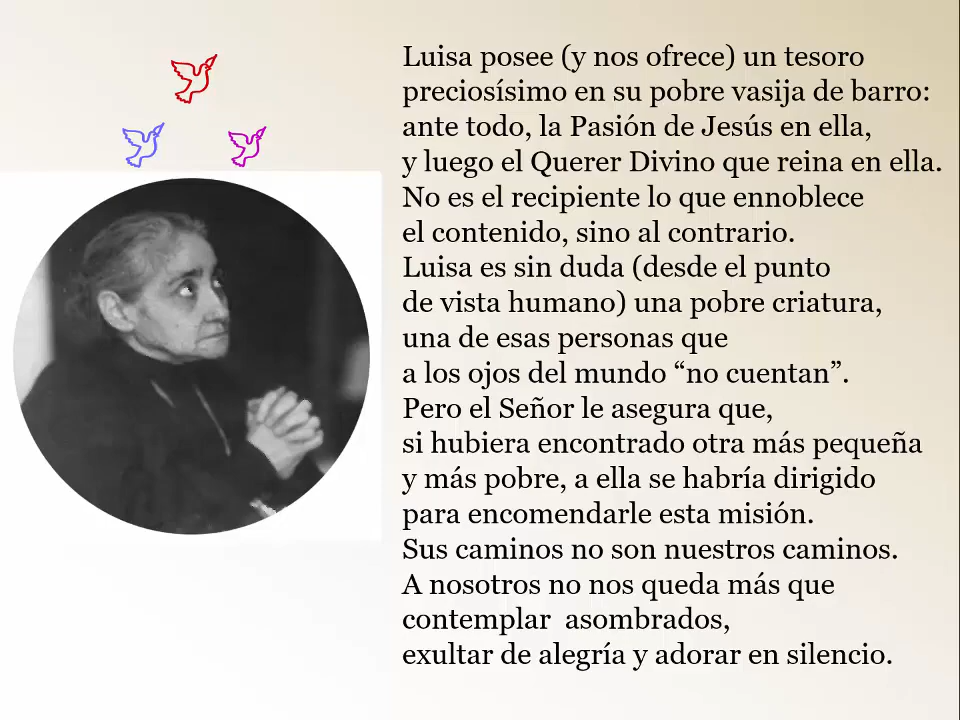 Luisa posee (y nos ofrece) un tesoro
preciosísimo en su pobre vasija de barro:
ante todo, la Pasión de Jesús en ella,
y luego el Querer Divino que reina en ella.
No es el recipiente lo que ennoblece
el contenido, sino al contrario.
Luisa es sin duda (desde el punto
de vista humano) una pobre criatura,
una de esas personas que
a los ojos del mundo “no cuentan”.
Pero el Señor le asegura que,
si hubiera encontrado otra más pequeña
y más pobre, a ella se habría dirigido
para encomendarle esta misión.
Sus caminos no son nuestros caminos.
A nosotros no nos queda más que
contemplar  asombrados,
exultar de alegría y adorar en silencio.